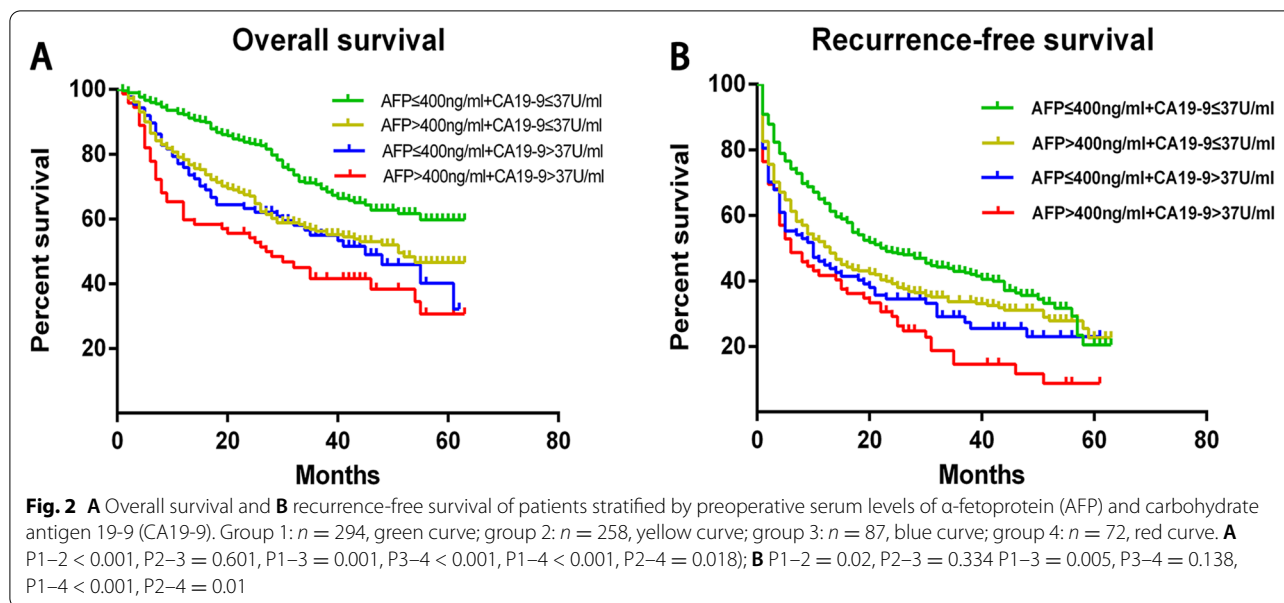 A
Overall survival
AFP≤400ng/ml+CA19-9≤37U/ml
AFP>400ng/ml+CA19-9≤37U/ml
AFP≤400ng/ml+CA19-9>37U/ml
AFP>400ng/ml+CA19-9>37U/ml
Percent survival
100
80
60
40
20
0 20 40 60 80
Months
B
Recurrence-free survival
AFP≤400ng/ml+CA19-9≤37U/ml
AFP>400ng/ml+CA19-9≤37U/ml
AFP≤400ng/ml+CA19-9>37U/ml
AFP>400ng/ml+CA19-9>37U/ml
Percent survival
100
80
60
40
20
0 20 40 60 80
Months
Fig. 2 A Overall survival and B recurrence-free survival of patients stratified by preoperative serum levels of α-fetoprotein (AFP) and carbohydrate
antigen 19-9 (CA19-9). Group 1: n = 294, green curve; group 2: n = 258, yellow curve; group 3: n = 87, blue curve; group 4: n = 72, red curve. A
P1–2 < 0.001, P2–3 = 0.601, P1–3 = 0.001, P3–4 < 0.001, P1–4 < 0.001, P2–4 = 0.018); B P1–2 = 0.02, P2–3 = 0.334 P1–3 = 0.005, P3–4 = 0.138,
P1–4 < 0.001, P2–4 = 0.01